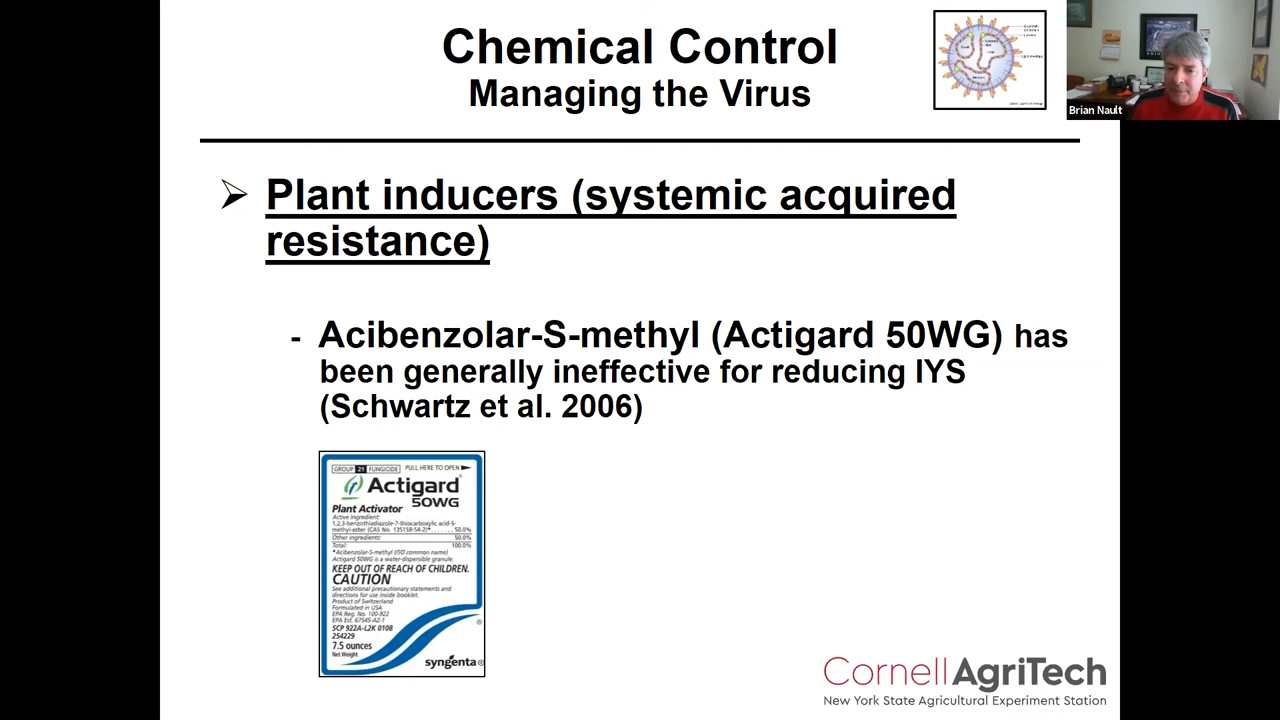 Chemical Control
Managing the Virus
Brian Nault
Plant inducers (systemic acquired
resistance)
- Acibenzolar-S-methyl (Actigard 50WG) has
been generally ineffective for reducing IYS
(Schwartz et al. 2006)
GROUP 21 FUNGICIDE PULL HERE TO OPEN
Actigard
50WG
Plant Activator
Active Ingredient:
1,2,3-benzothiadiazole-7-thiocarboxylic acid-S-
methyl-ester (CAS No. 135158-54-2)*.......50.0%
Other ingredients: 50.0%
Total: 100.0%
*Acibenzolar-S-methyl (ISO common name)
Actigard 50WG is a water-dispersible granule.
KEEP OUT OF REACH OF CHILDREN.
CAUTION
See additional precautionary statements and
directions for use inside booklet.
Product of Switzerland
Formulated in USA
EPA Reg. No. 100-922
EPA Est. 67545-AZ-1
SCP 922A-L2K 0108
254229
7.5 ounces
Net Weight
syngenta
Cornell AgriTech
New York State Agricultural Experiment Station